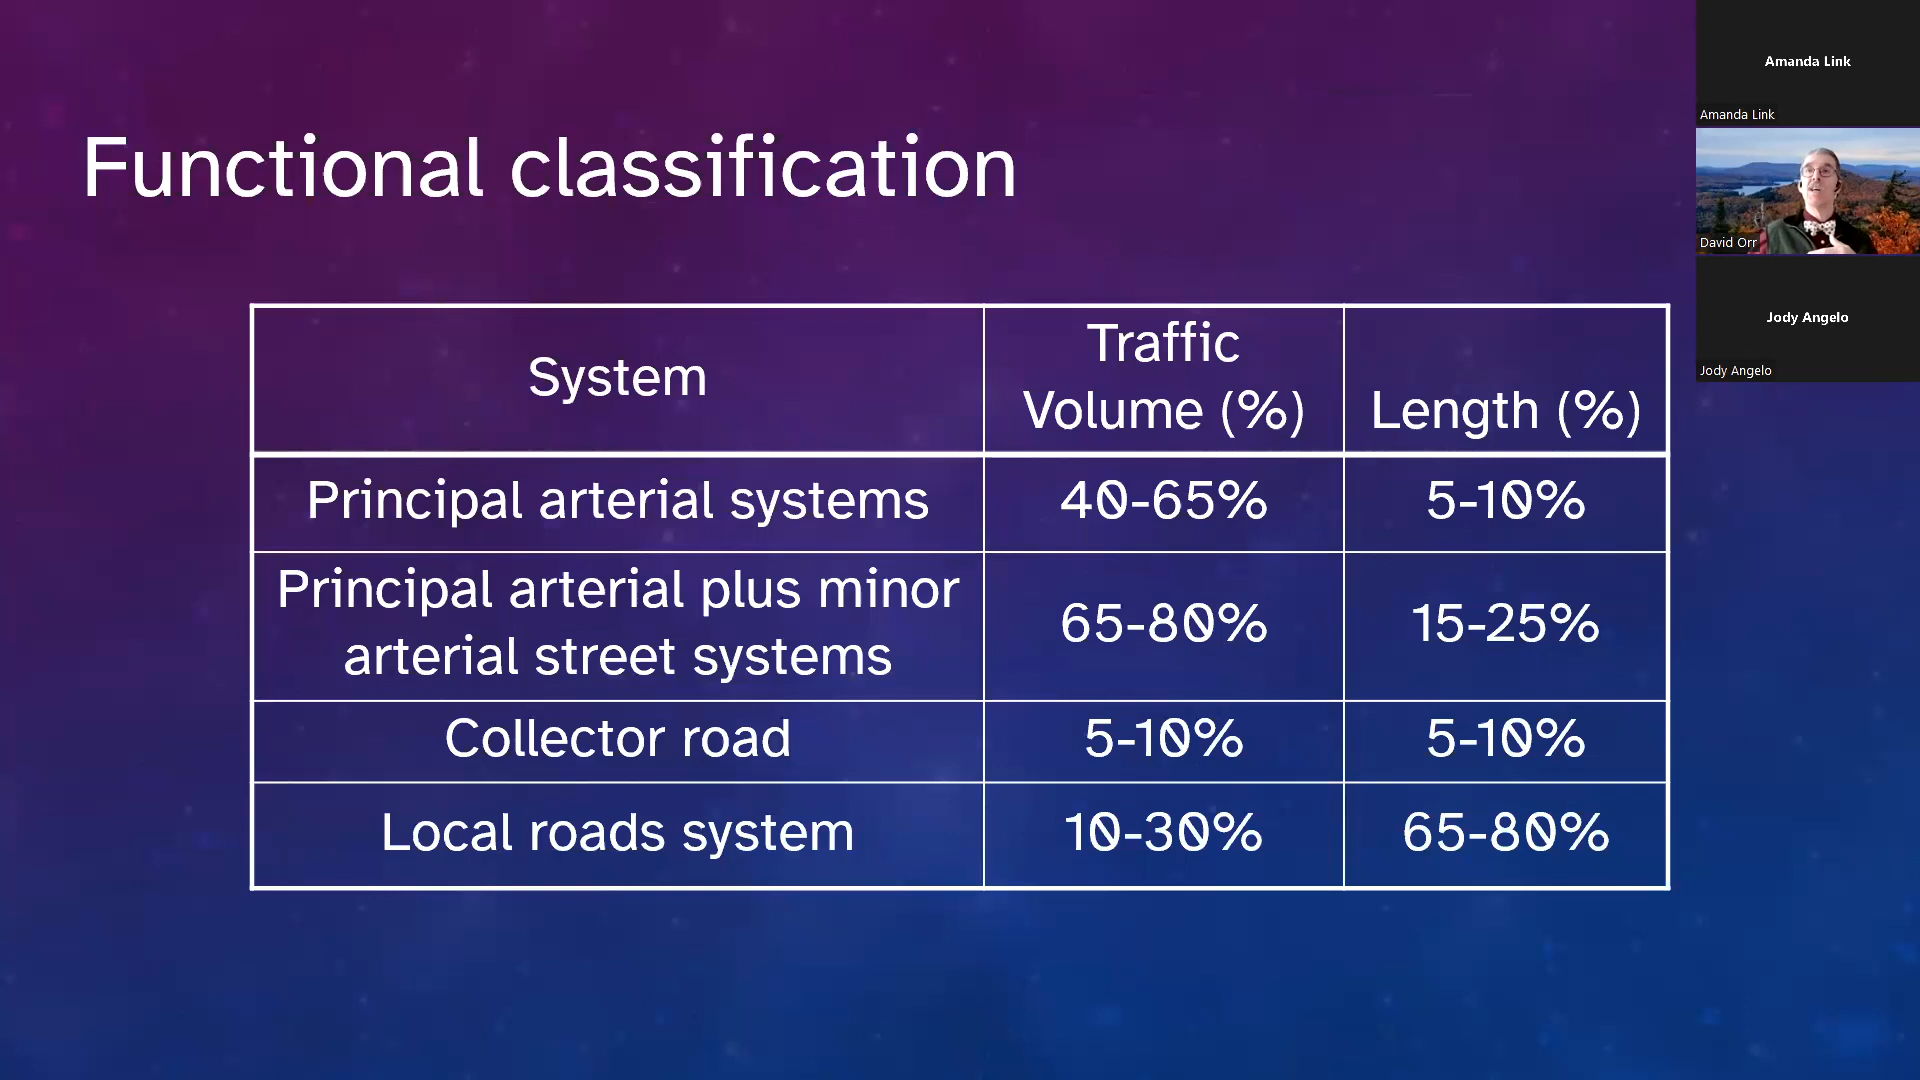 Functional classification
System
Traffic
Volume (%)
Length (%)
Principal arterial systems
40-65%
5-10%
Principal arterial plus minor
arterial street systems
65-80%
15-25%
Collector road
5-10%
5-10%
Local roads system
10-30%
65-80%
Amanda Link
Amanda Link
David Orr
Jody Angelo
Jody Angelo